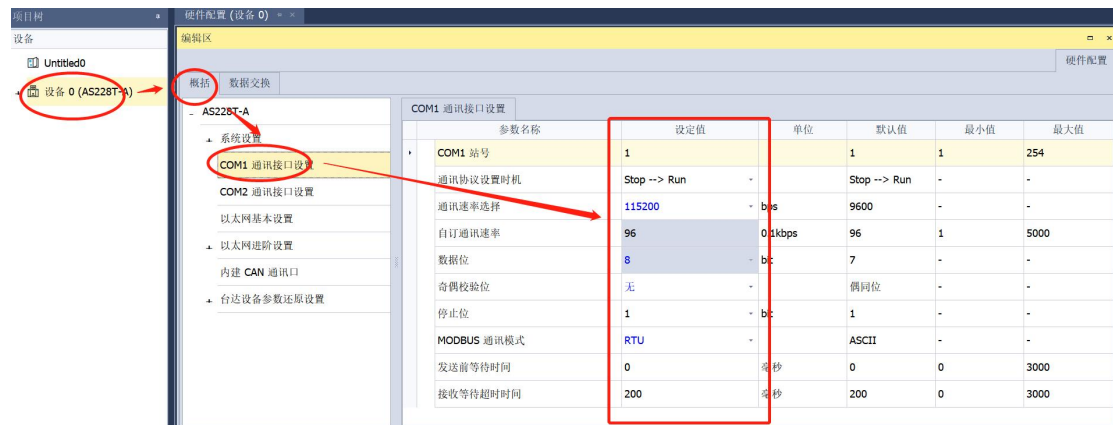 项目树
硬件配置 (设备 0)
设备
编辑区
Untitled0
硬件配置
设备 0 (AS228T-A)
概括
数据交换
AS228T-A
COM1 通讯接口设置
参数名称 设定值 单位 默认值 最小值 最大值
系统设置
COM1 站号 1 1 1 254
COM1 通讯接口设置
通讯协议设置时机 Stop --> Run Stop --> Run - -
COM2 通讯接口设置
通讯速率选择 115200 bps 9600 - -
以太网基本设置
自订通讯速率 96 0.1kbps 96 1 5000
以太网进阶设置
数据位 8 bit 7 - -
内建 CAN 通讯口
奇偶校验位 无 偶同位 - -
台达设备参数还原设置
停止位 1 bit 1 - -
MODBUS 通讯模式 RTU ASCII - -
发送前等待时间 0 毫秒 0 0 3000
接收等待超时时间 200 毫秒 200 0 3000